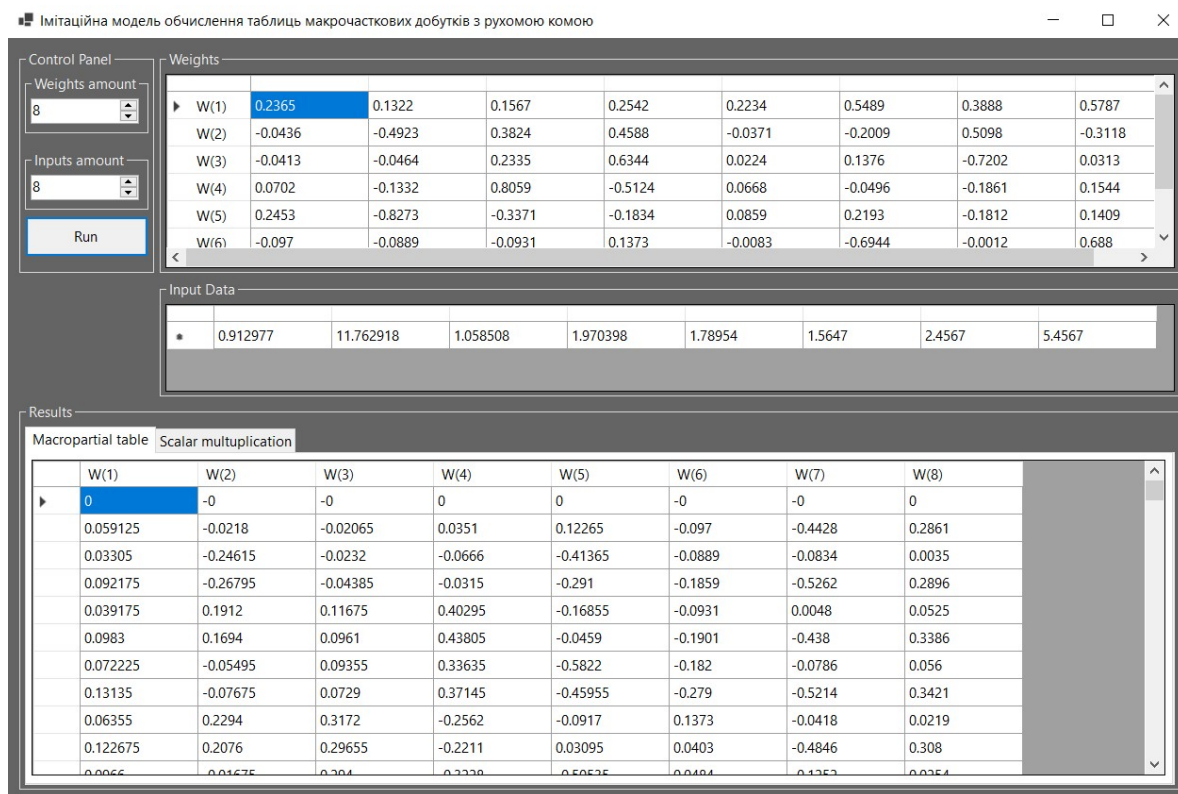 Імітаційна модель обчислення таблиць макрочасткових добутків з рухомою комою
Control Panel
Weights amount
8
Inputs amount
8
Run
Weights
W(1) 0.2365 0.1322 0.1567 0.2542 0.2234 0.5489 0.3888 0.5787
W(2) -0.0436 -0.4923 0.3824 0.4588 -0.0371 -0.2009 0.5098 -0.3118
W(3) -0.0413 -0.0464 0.2335 0.6344 0.0224 0.1376 -0.7202 0.0313
W(4) 0.0702 -0.1332 0.8059 -0.5124 0.0668 -0.0496 -0.1861 0.1544
W(5) 0.2453 -0.8273 -0.3371 -0.1834 0.0859 0.2193 -0.1812 0.1409
W(6) -0.097 -0.0889 -0.0931 0.1373 -0.0083 -0.6944 -0.0012 0.688
Input Data
0.912977 11.762918 1.058508 1.970398 1.78954 1.5647 2.4567 5.4567
Results
Macropartial table Scalar multuplication
W(1) W(2) W(3) W(4) W(5) W(6) W(7) W(8)
0 -0 -0 0 0 -0 -0 0
0.059125 -0.0218 -0.02065 0.0351 0.12265 -0.097 -0.4428 0.2861
0.03305 -0.24615 -0.0232 -0.0666 -0.41365 -0.0889 -0.0834 0.0035
0.092175 -0.26795 -0.04385 -0.0315 -0.291 -0.1859 -0.5262 0.2896
0.039175 0.1912 0.11675 0.40295 -0.16855 -0.0931 0.0048 0.0525
0.0983 0.1694 0.0961 0.43805 -0.0459 -0.1901 -0.438 0.3386
0.072225 -0.05495 0.09355 0.33635 -0.5822 -0.182 -0.0786 0.056
0.13135 -0.07675 0.0729 0.37145 -0.45955 -0.279 -0.5214 0.3421
0.06355 0.2294 0.3172 -0.2562 -0.0917 0.1373 -0.0418 0.0219
0.122675 0.2076 0.29655 -0.2211 0.03095 0.0403 -0.4846 0.308